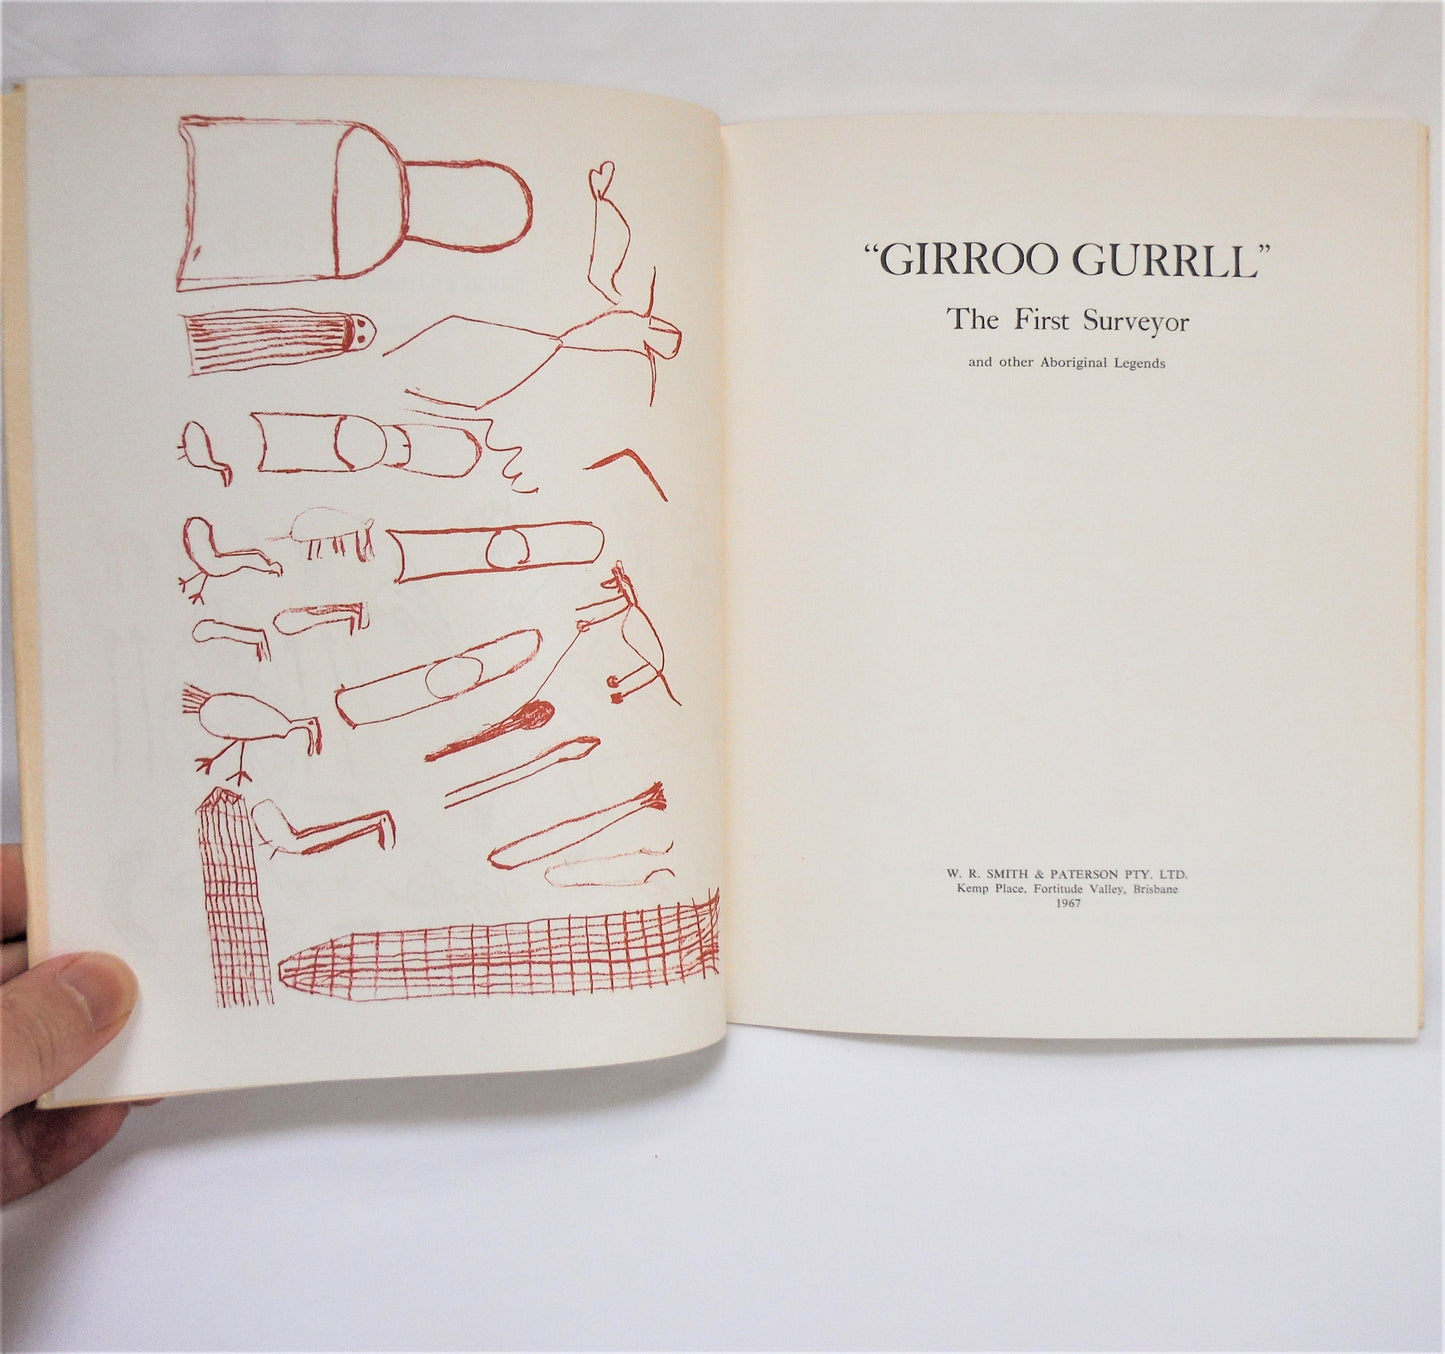 “GIRROO GURRLL”
The First Surveyor
and other Aboriginal Legends
W. R. SMITH & PATERSON PTY. LTD.
Kemp Place, Fortitude Valley, Brisbane
1967